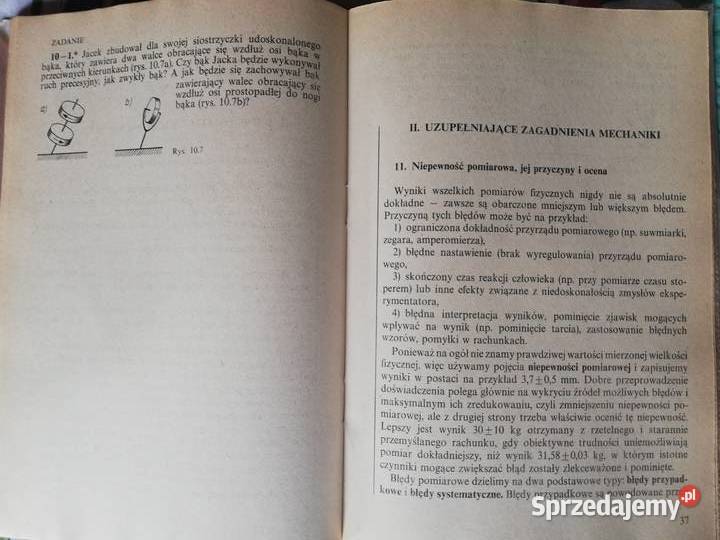 ZADANIE
10–1.* Jacek zbudował dla swojej siostrzyczki udoskonalonego
bąka, który zawiera dwa walce obracające się wzdłuż osi bąka w
przeciwnych kierunkach (rys. 10.7a). Czy bąk Jacka będzie wykonywał
ruch precesyjny, jak zwykły bąk? A jak będzie się zachowywał bąk
zawierający walec obracający się
wzdłuż osi prostopadłej do nogi
bąka (rys. 10.7b)?
a)
b)
Rys. 10.7
II. UZUPEŁNIAJĄCE ZAGADNIENIA MECHANIKI
11. Niepewność pomiarowa, jej przyczyny i ocena
Wyniki wszelkich pomiarów fizycznych nigdy nie są absolutnie
dokładne — zawsze są obarczone mniejszym lub większym błędem.
Przyczyną tych błędów może być na przykład:
1) ograniczona dokładność przyrządu pomiarowego (np. suwmiarki,
zegara, amperomierza),
2) błędne nastawienie (brak wyregulowania) przyrządu pomiaro-
wego,
3) skończony czas reakcji człowieka (np. przy pomiarze czasu sto-
perem) lub inne efekty związane z niedoskonałością zmysłów ekspe-
rymentatora,
4) błędna interpretacja wyników, pominięcie zjawisk mogących
wpływać na wynik (np. pominięcie tarcia), zastosowanie błędnych
wzorów, pomyłki w rachunkach.
Ponieważ na ogół nie znamy prawdziwej wartości mierzonej wielkości
fizycznej, więc używamy pojęcia niepewności pomiarowej i zapisujemy
wyniki w postaci na przykład 3,7±0,5 mm. Dobre przeprowadzenie
doświadczenia polega głównie na wykryciu źródeł możliwych błędów i
maksymalnym ich zredukowaniu, czyli zmniejszeniu niepewności po-
miarowej, ale z drugiej strony trzeba właściwie ocenić tę niepewność.
Lepszy jest wynik 30±10 kg otrzymany z rzetelnego i starannie
przemyślanego rachunku, gdy obiektywne trudności uniemożliwiają
pomiar dokładniejszy, niż wynik 31,58±0,03 kg, w którym istotne
czynniki mogące zwiększać błąd zostały zlekceważone i pominięte.
Błędy pomiarowe dzielimy na dwa podstawowe typy: błędy przypad-
kowe i błędy systematyczne. Błędy przypadkowe są powodowane
37
Sprzedajemy.pl